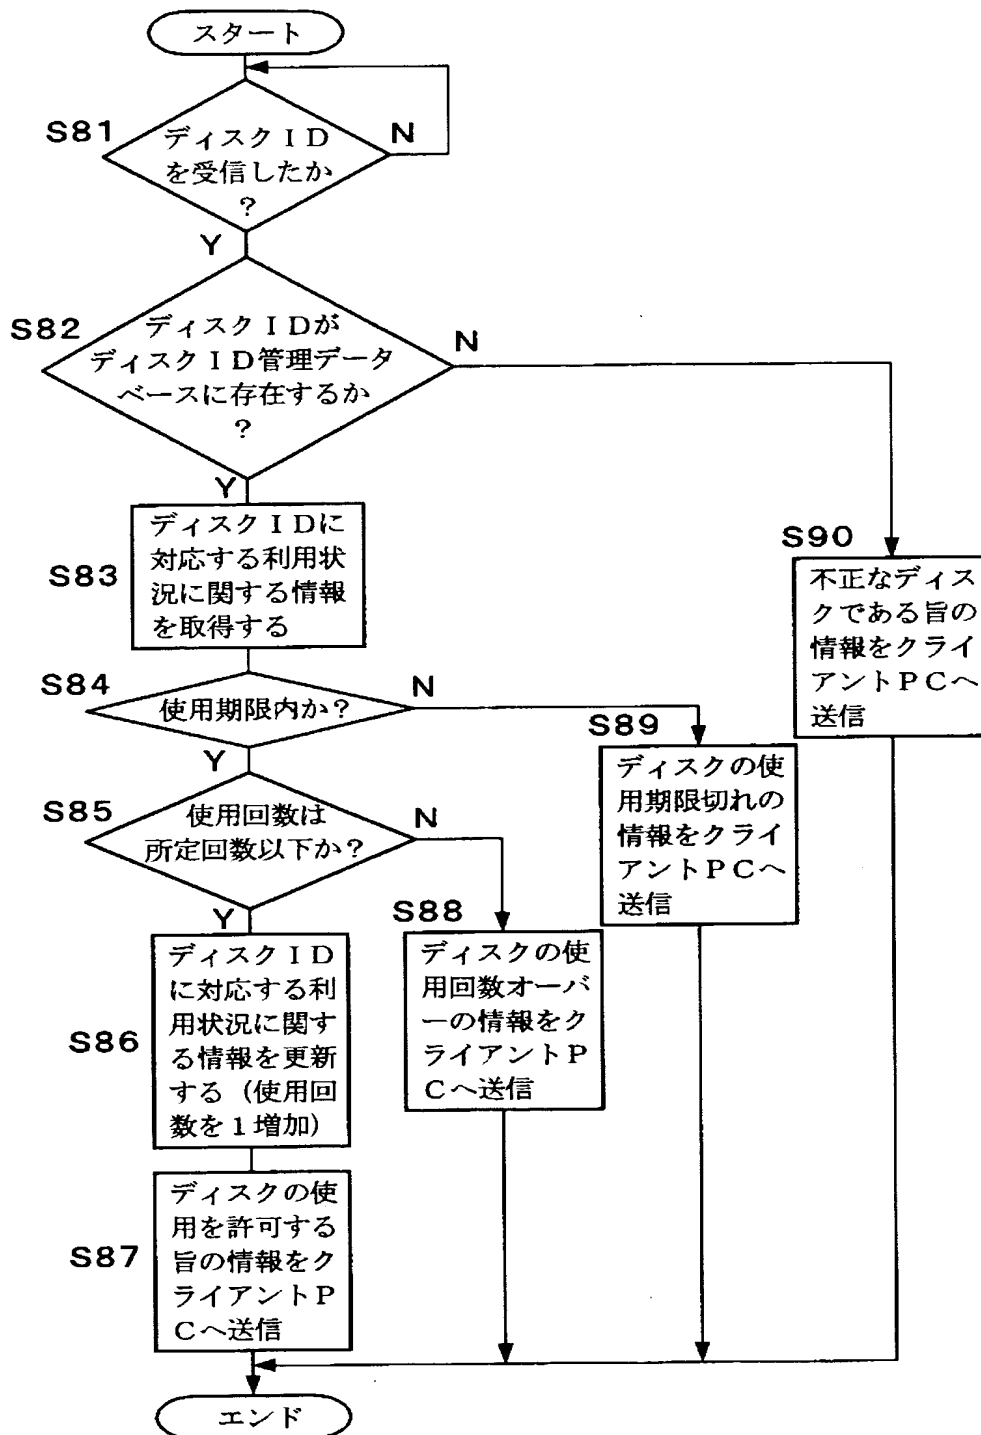 スタート
S81
ディスクID
を受信したか
?
N
Y
S82
ディスクIDが
ディスクID管理データ
ベースに存在するか
?
N
Y
S83
ディスクIDに
対応する利用状
況に関する情報
を取得する
S90
不正なディス
クである旨の
情報をクライ
アントPCへ
送信
S84
使用期限内か?
N
Y
S89
ディスクの使
用期限切れの
情報をクライ
アントPCへ
送信
S85
使用回数は
所定回数以下か?
N
Y
S88
ディスクの使
用回数オーバ
ーの情報をク
ライアントP
Cへ送信
S86
ディスクID
に対応する利
用状況に関す
る情報を更新
する(使用回
数を1増加)
S87
ディスクの使
用を許可する
旨の情報をク
ライアントP
Cへ送信
エンド